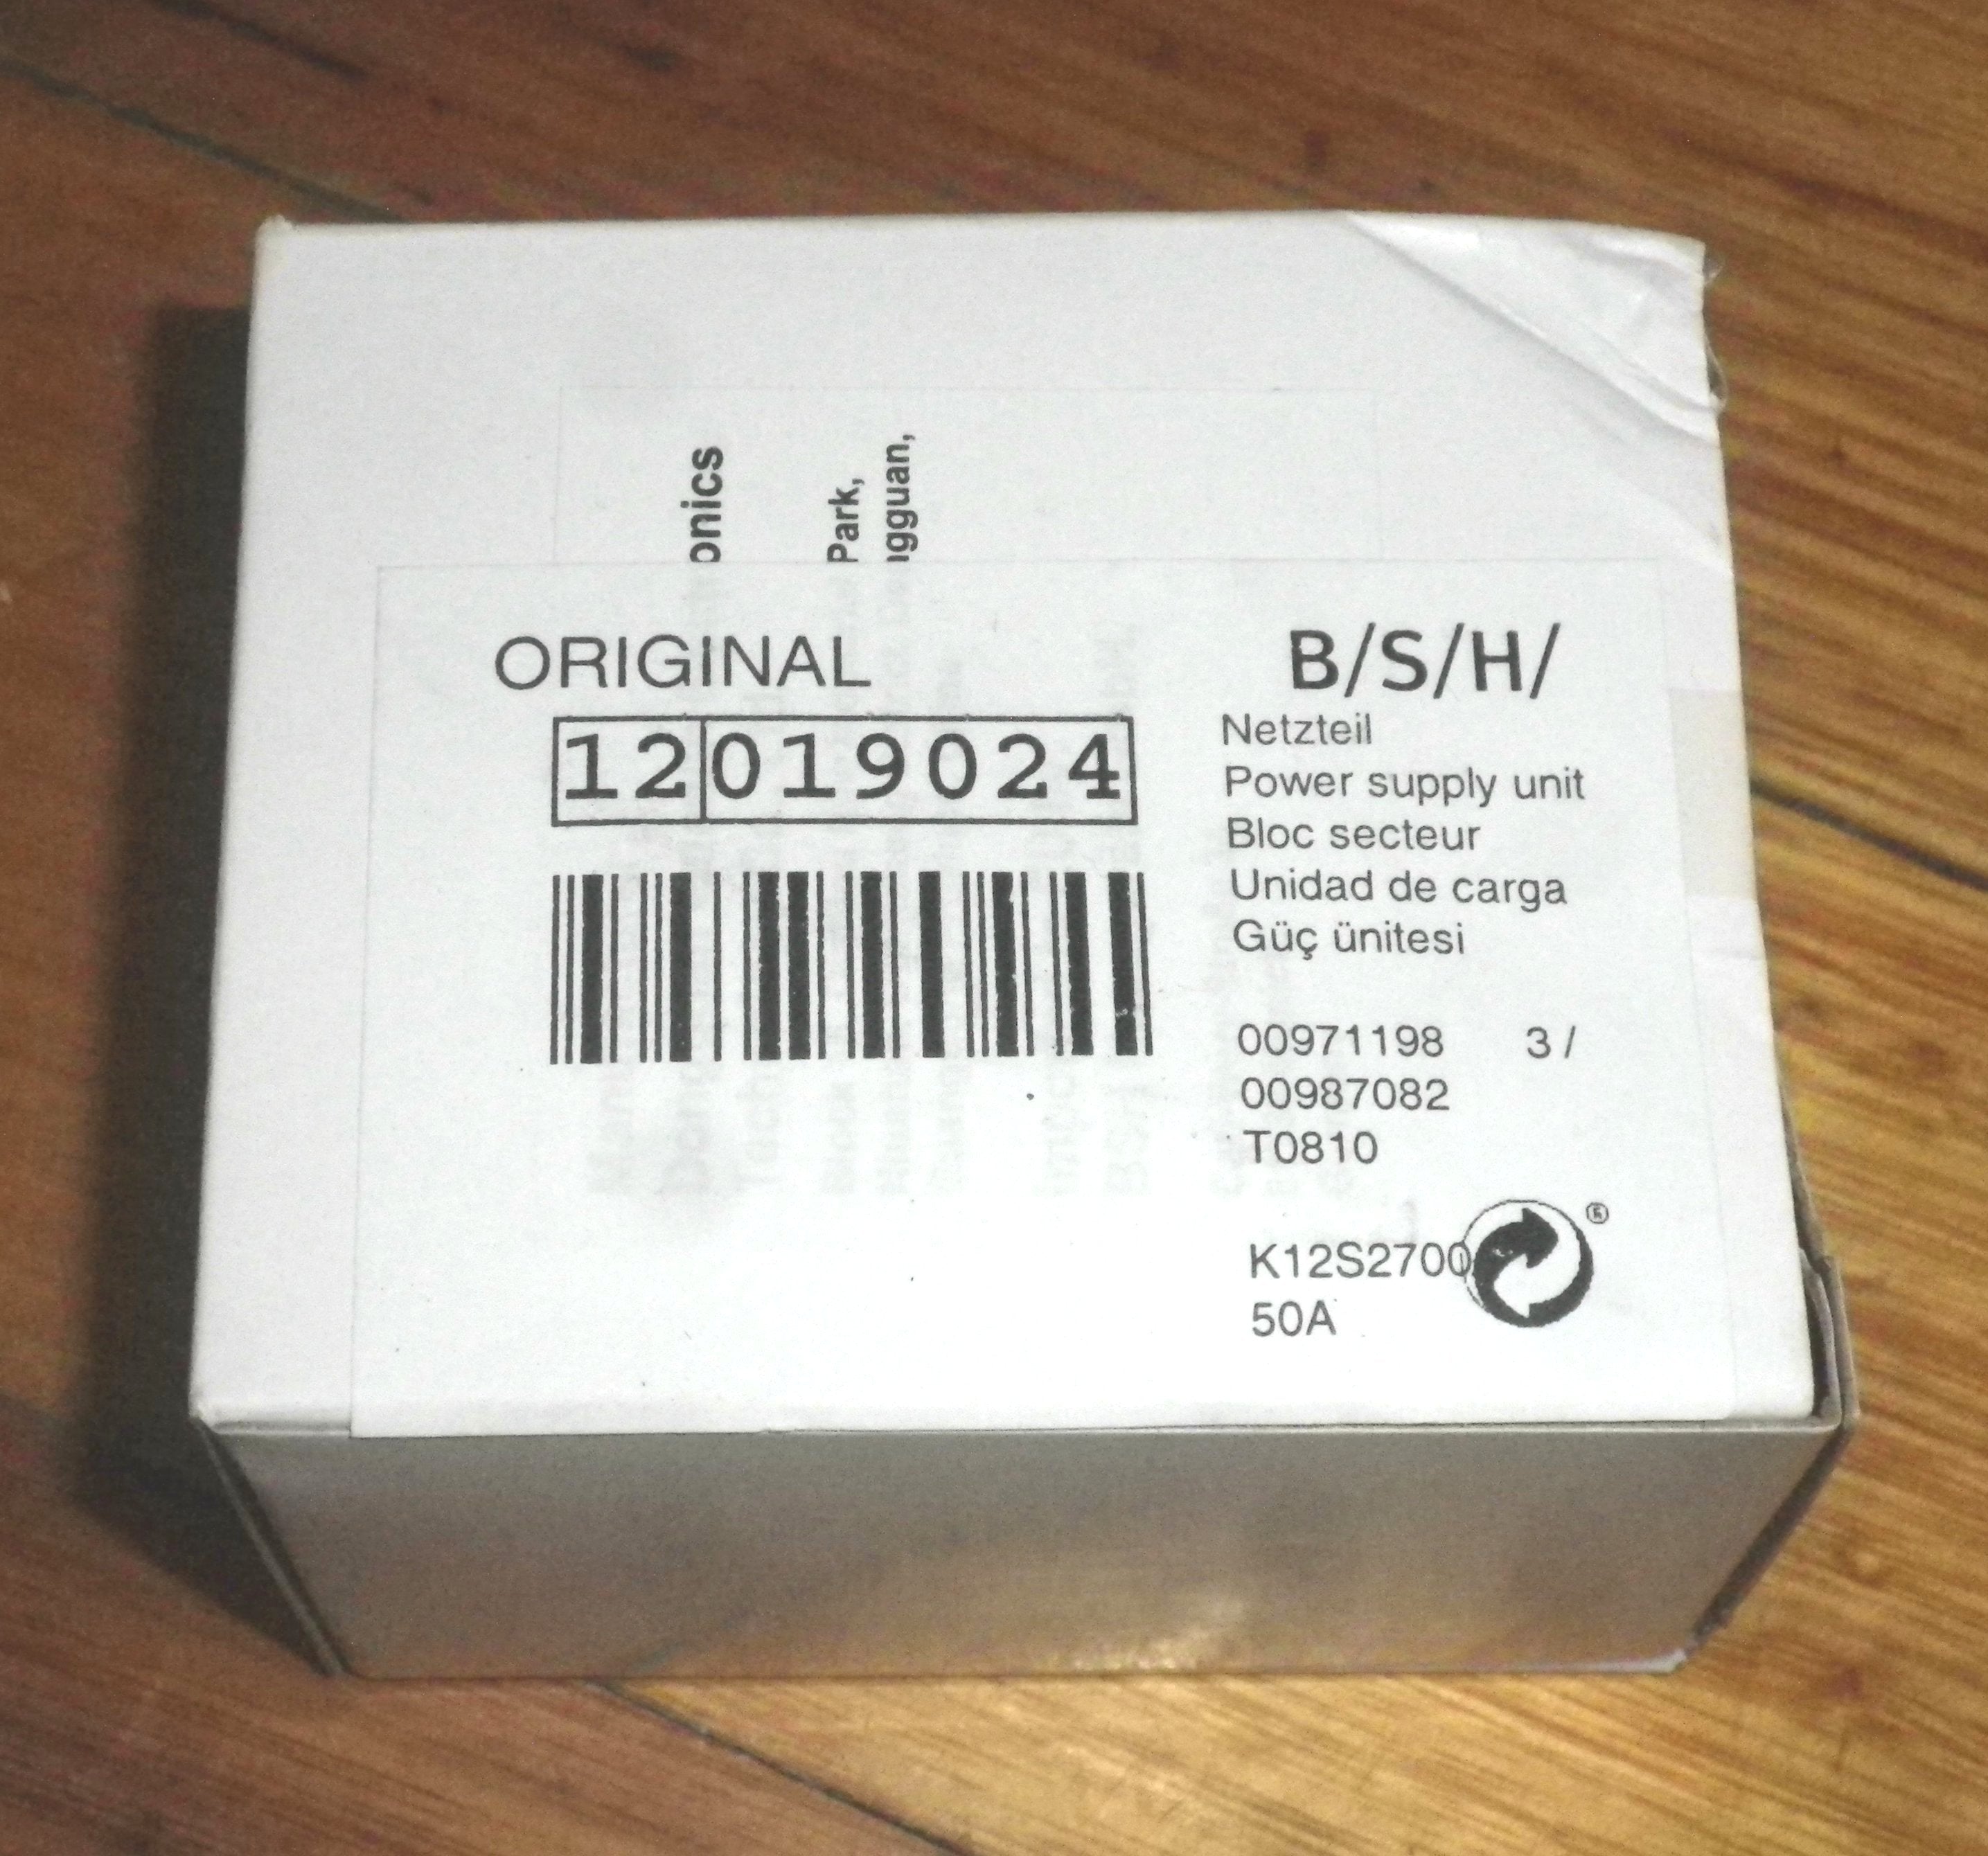 onics
Park,
gguan,
ORIGINAL
B/S/H/
12019024
Netzteil
Power supply unit
Bloc secteur
Unidad de carga
Güç ünitesi
00971198 3 /
00987082
T0810
K12S2700
50A
®